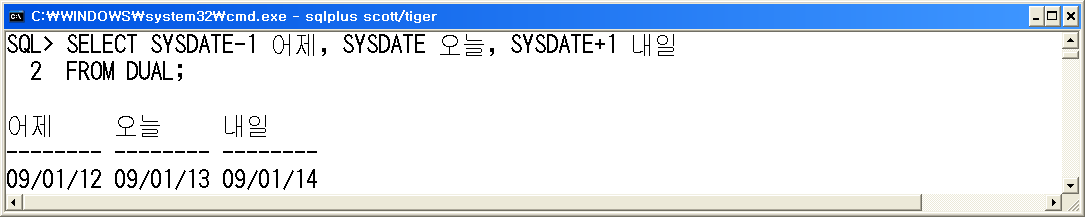 C:₩WINDOWS₩system32₩cmd.exe - sqlplus scott/tiger
SQL> SELECT SYSDATE-1 어제, SYSDATE 오늘, SYSDATE+1 내일
  2  FROM DUAL;
어제     오늘     내일
-------- -------- --------
09/01/12 09/01/13 09/01/14